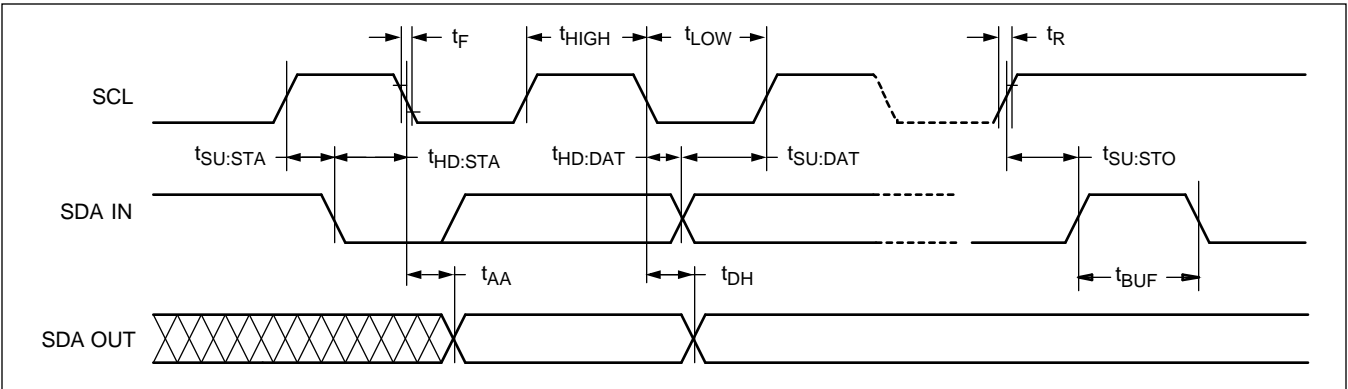 tF
tHIGH
tLOW
tR
SCL
tSU:STA
tHD:STA
tHD:DAT
tSU:DAT
tSU:STO
SDA IN
tAA
tDH
tBUF
SDA OUT